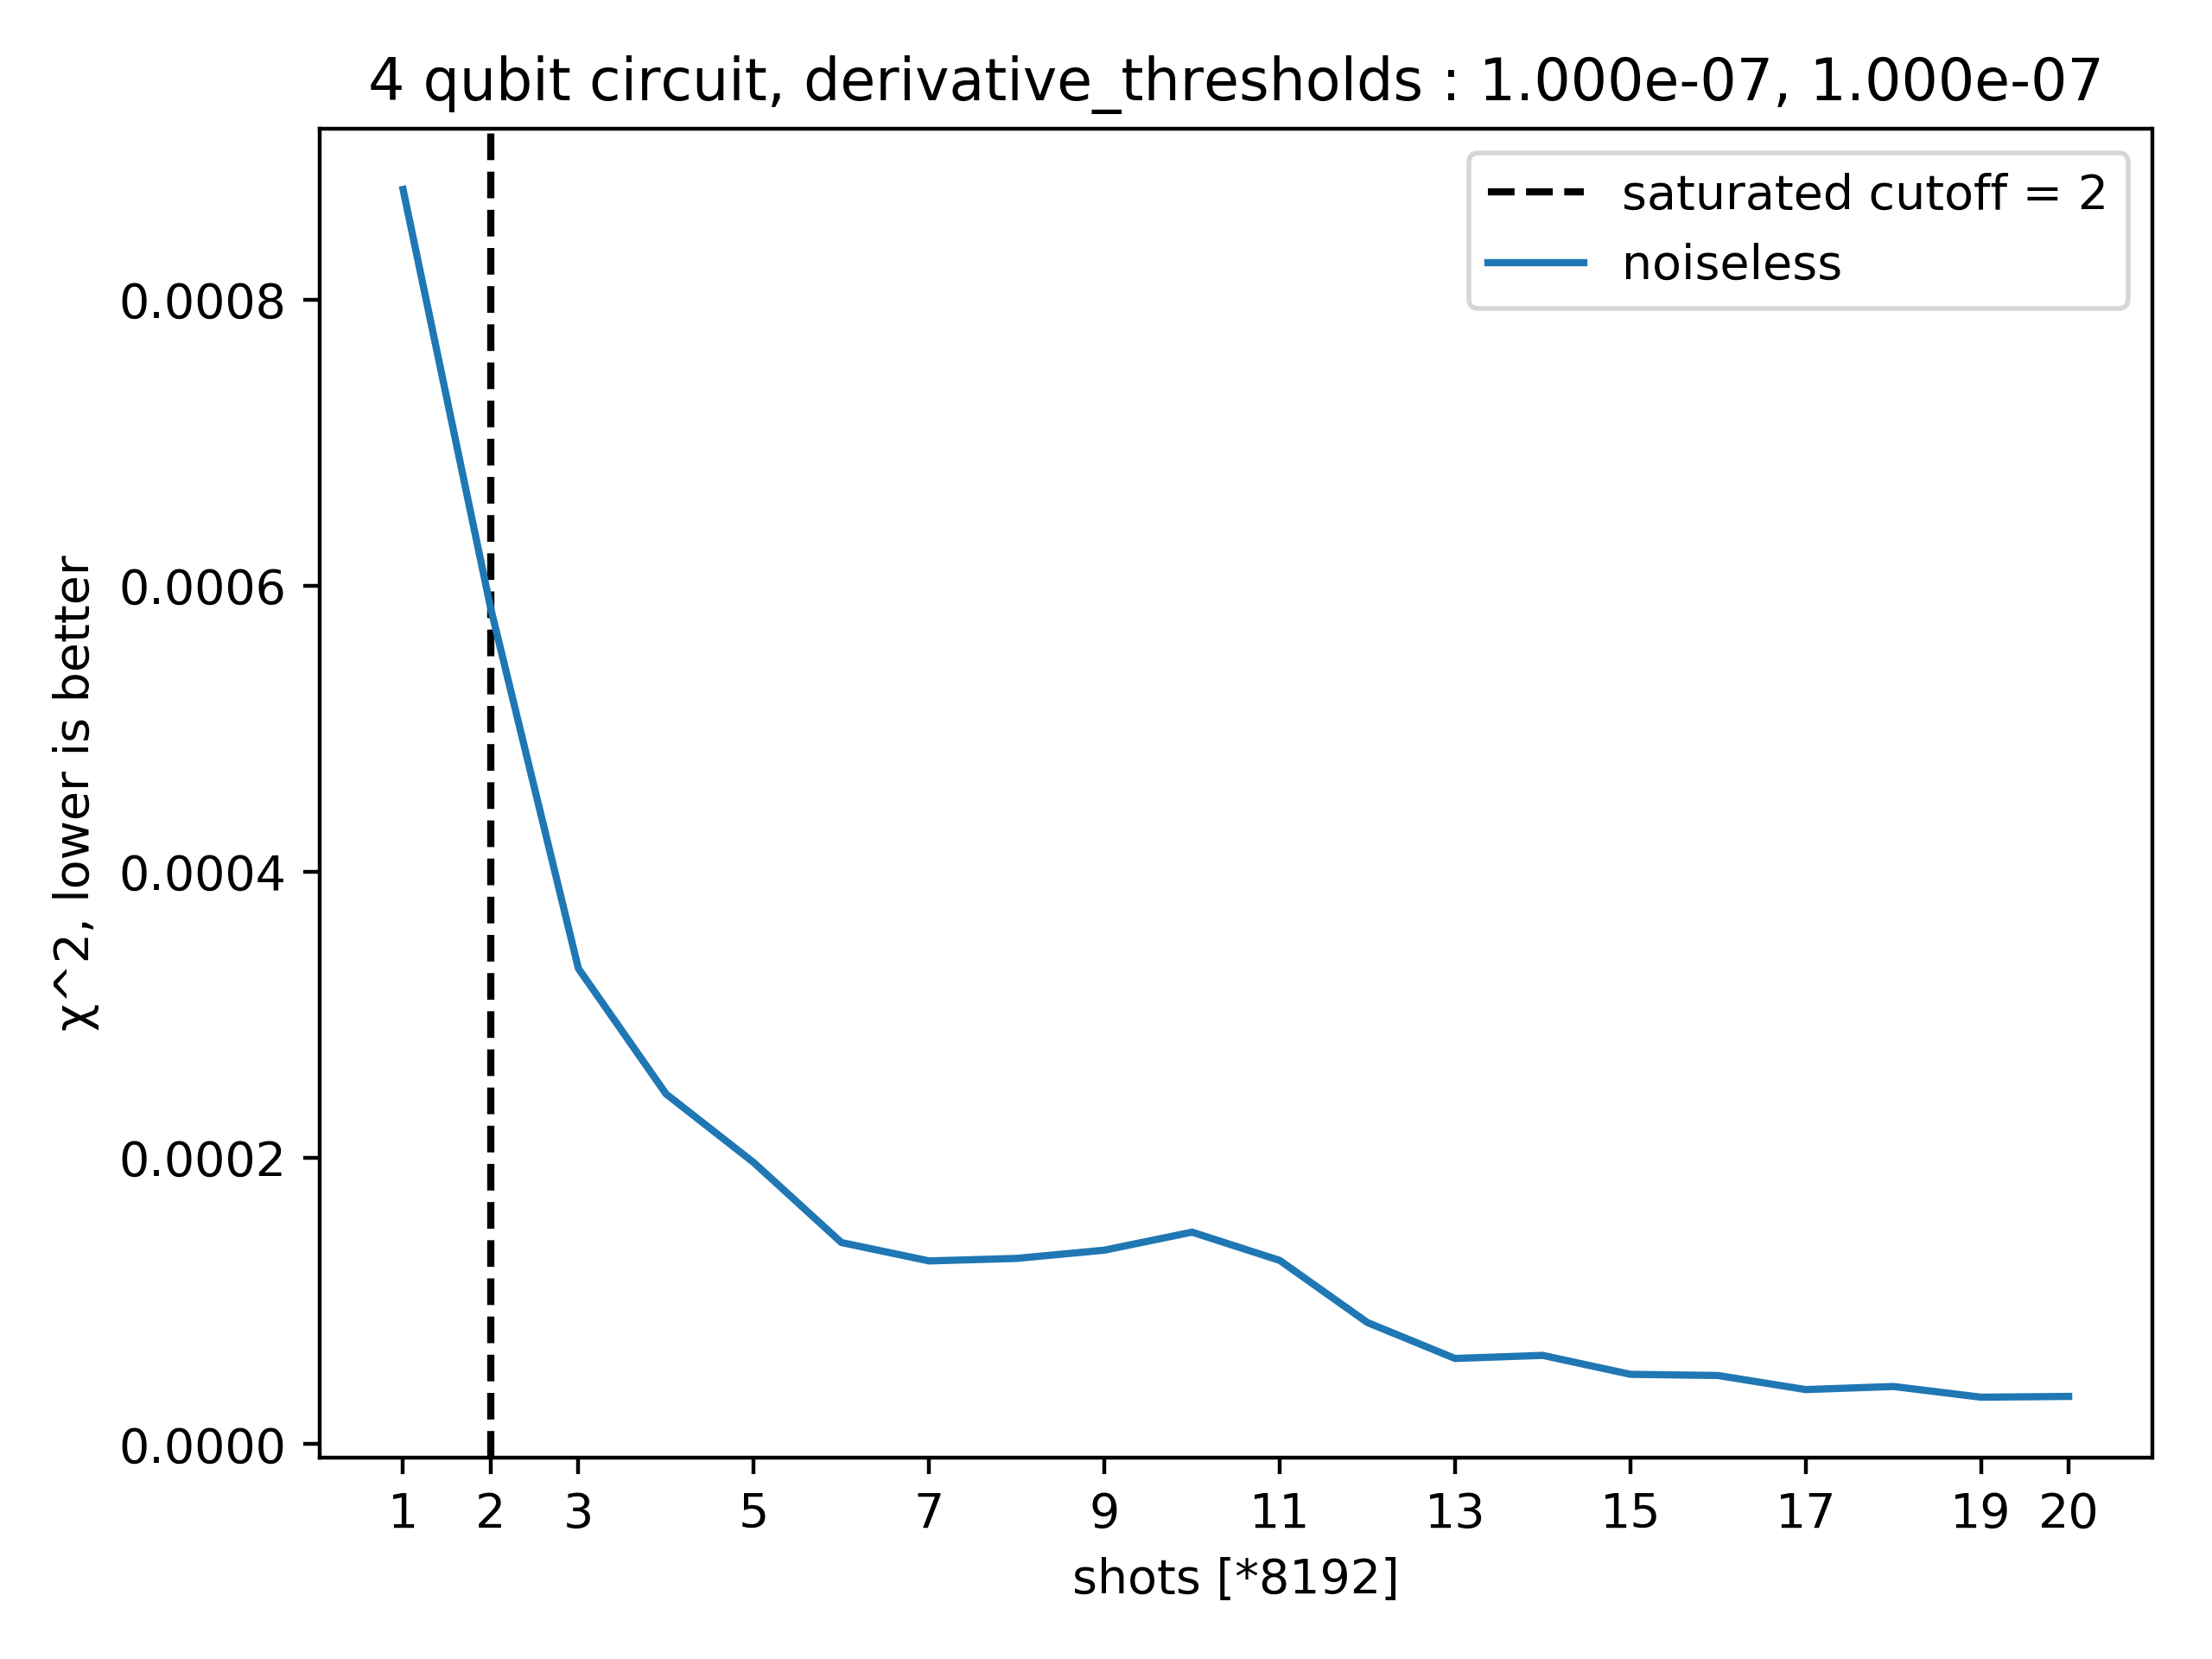 4 qubit circuit, derivative_thresholds : 1.000e-07, 1.000e-07
saturated cutoff = 2
noiseless
χ^2, lower is better
0.0008
0.0006
0.0004
0.0002
0.0000
1 2 3 5 7 9 11 13 15 17 19 20
shots [*8192]